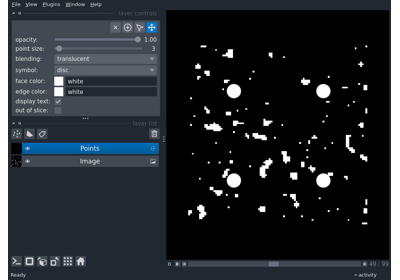 File View Plugins Window Help
layer controls
opacity: 1.00
point size: 3
blending: translucent
symbol: disc
face color: white
edge color: white
display text:
out of slice:
layer list
Points
Image
Ready
49 99
activity